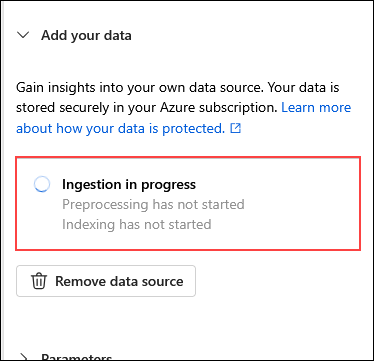 Add your data
Gain insights into your own data source. Your data is
stored securely in your Azure subscription. Learn more
about how your data is protected.
Ingestion in progress
Preprocessing has not started
Indexing has not started
Remove data source
Parameters